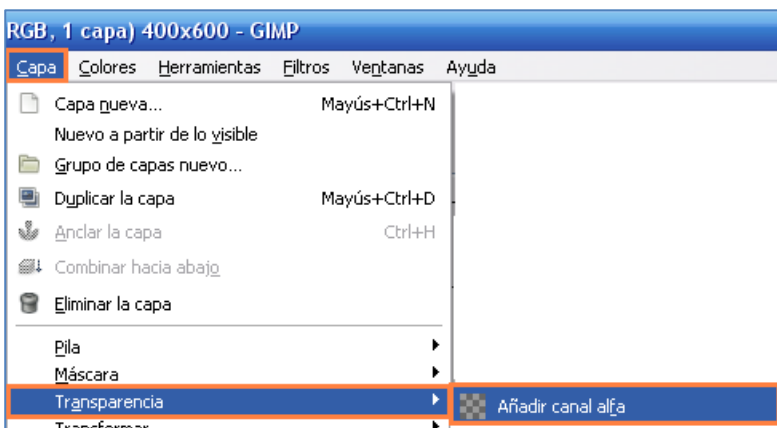 RGB, 1 capa) 400x600 - GIMP
Capa Colores Herramientas Filtros Ventanas Ayuda
Capa nueva... Mayús+Ctrl+N
Nuevo a partir de lo visible
Grupo de capas nuevo...
Duplicar la capa Mayús+Ctrl+D
Anclar la capa Ctrl+H
Combinar hacia abajo
Eliminar la capa
Pila
Máscara
Transparencia Añadir canal alfa
Transformar